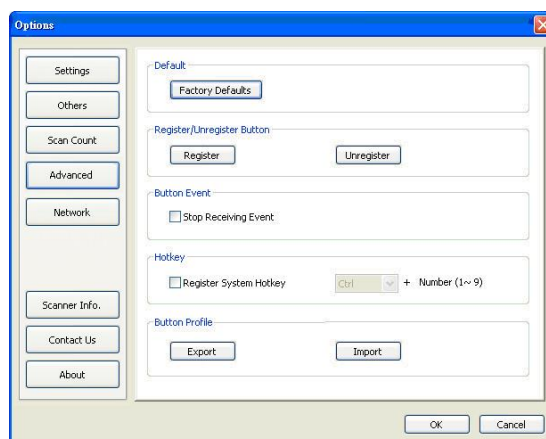 Options
Settings
Others
Scan Count
Advanced
Network
Scanner Info.
Contact Us
About
Default
Factory Defaults
Register/Unregister Button
Register Unregister
Button Event
Stop Receiving Event
Hotkey
Register System Hotkey Ctrl + Number (1~ 9)
Button Profile
Export Import
OK Cancel